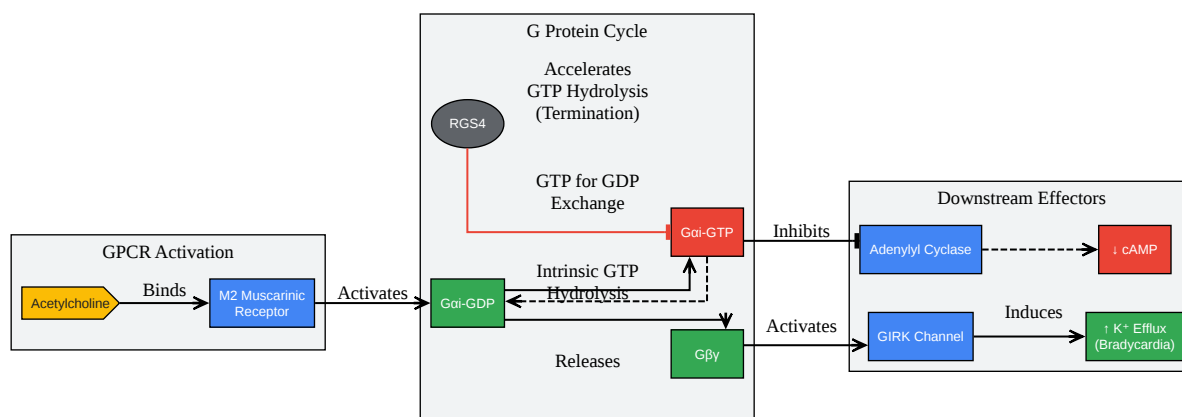 G Protein Cycle
Accelerates
GTP Hydrolysis
(Termination)
RGS4
GTP for GDP
Exchange
Gαi-GTP
Inhibits
Downstream Effectors
Adenylyl Cyclase
↓ cAMP
GPCR Activation
Acetylcholine
Binds
M2 Muscarinic
Receptor
Activates
Gαi-GDP
Intrinsic GTP
Hydrolysis
Releases
Gβγ
Activates
GIRK Channel
Induces
↑ K⁺ Efflux
(Bradycardia)